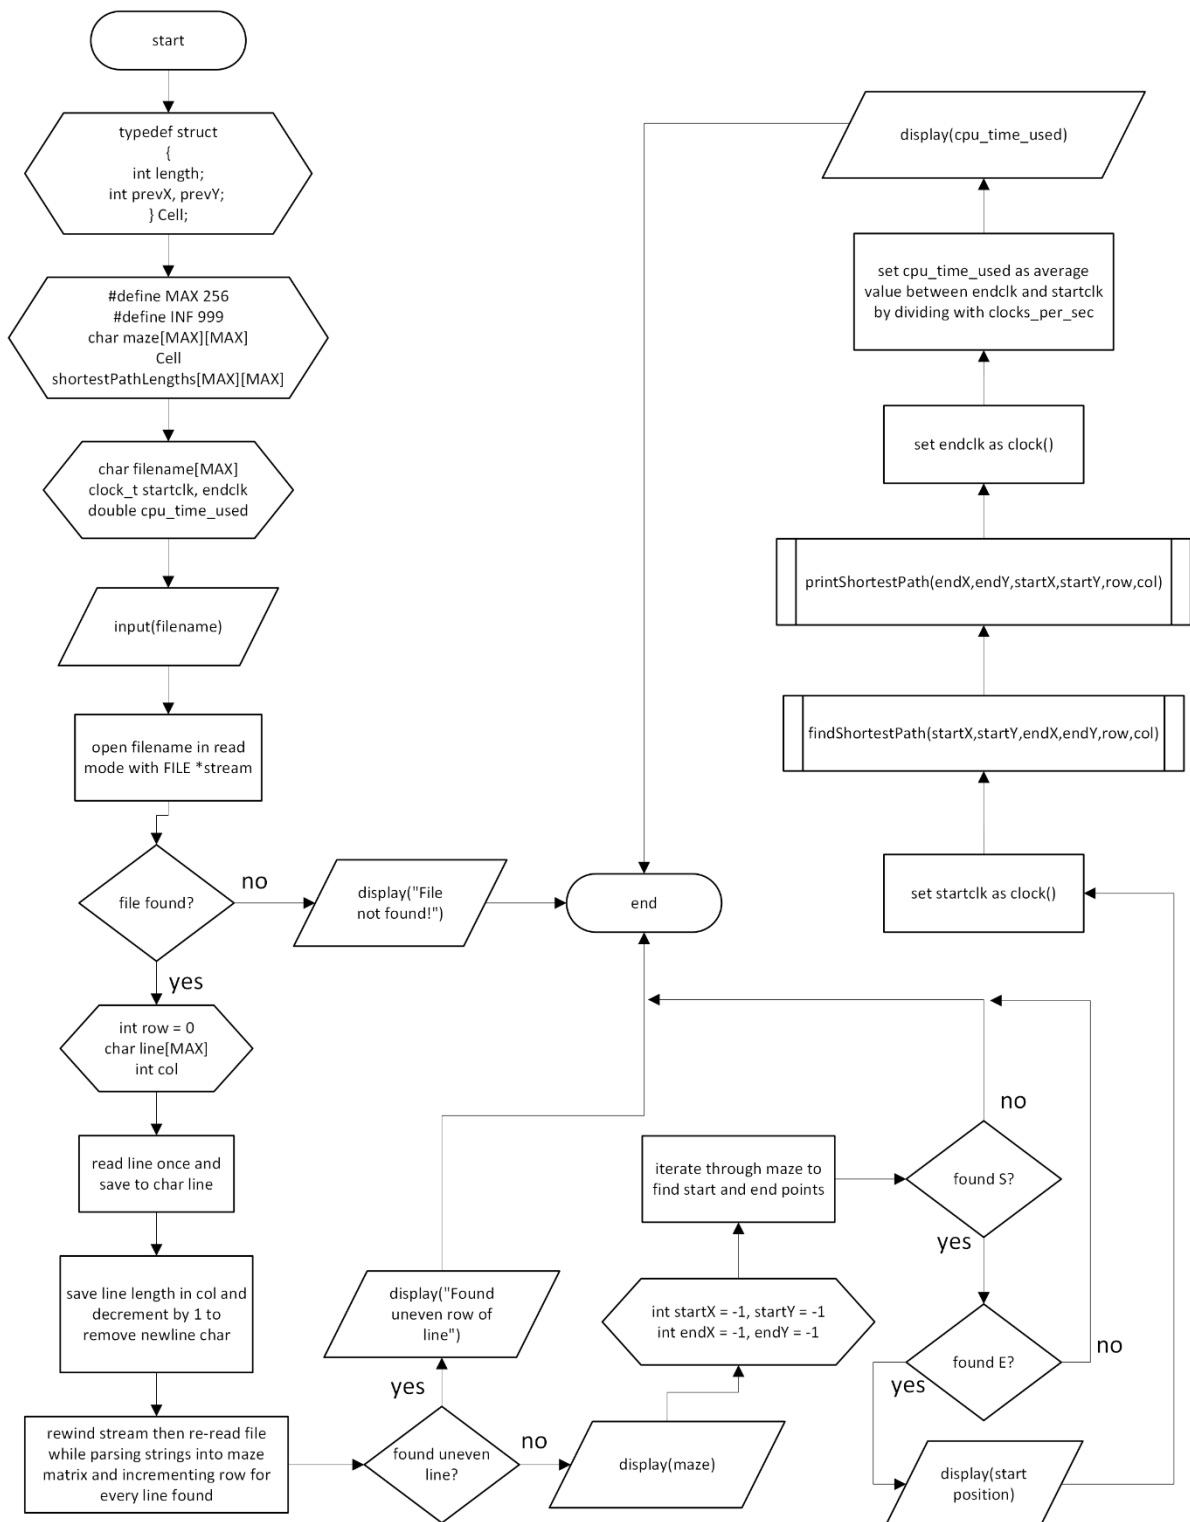 start
typedef struct
{
int length;
int prevX, prevY;
} Cell;
#define MAX 256
#define INF 999
char maze[MAX][MAX]
Cell
shortestPathLengths[MAX][MAX]
char filename[MAX]
clock_t startclk, endclk
double cpu_time_used
input(filename)
open filename in read
mode with FILE *stream
file found?
no
display("File
not found!")
end
yes
int row = 0
char line[MAX]
int col
read line once and
save to char line
save line length in col and
decrement by 1 to
remove newline char
rewind stream then re-read file
while parsing strings into maze
matrix and incrementing row for
every line found
found uneven
line?
yes
display("Found
uneven row of
line")
no
display(maze)
int startX = -1, startY = -1
int endX = -1, endY = -1
iterate through maze to
find start and end points
found S?
no
yes
found E?
no
yes
display(start
position)
set startclk as clock()
findShortestPath(startX,startY,endX,endY,row,col)
printShortestPath(endX,endY,startX,startY,row,col)
set endclk as clock()
set cpu_time_used as average
value between endclk and startclk
by dividing with clocks_per_sec
display(cpu_time_used)